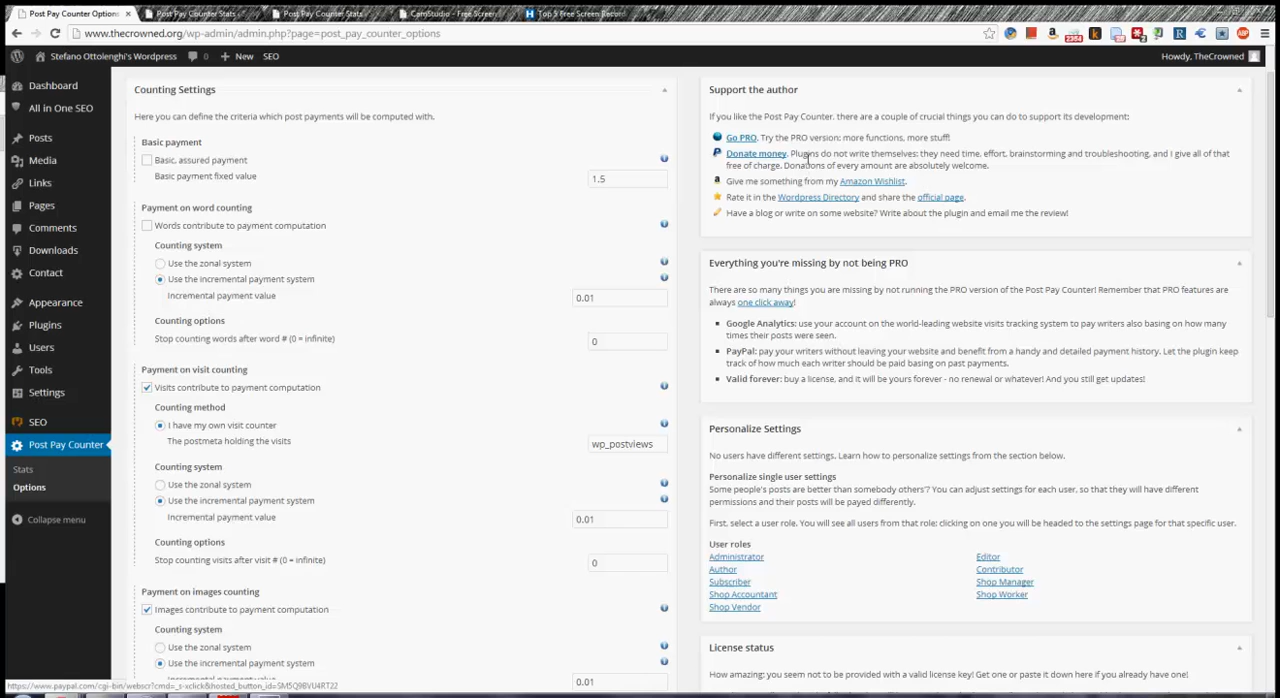 Post Pay Counter Options
Post Pay Counter Stats
Post Pay Counter Stats
CamStudio - Free Screen
Top 5 Free Screen Record
www.thecrowned.org/wp-admin/admin.php?page=post_pay_counter_options
Stefano Ottolenghi's Wordpress
0
+ New
SEO
Howdy, TheCrowned
Dashboard
All in One SEO
Posts
Media
Links
Pages
Comments
Downloads
Contact
Appearance
Plugins
Users
Tools
Settings
SEO
Post Pay Counter
Stats
Options
Collapse menu
Counting Settings
Here you can define the criteria which post payments will be computed with.
Basic payment
Basic, assured payment
Basic payment fixed value
1.5
Payment on word counting
Words contribute to payment computation
Counting system
Use the zonal system
Use the incremental payment system
Incremental payment value
0.01
Counting options
Stop counting words after word # (0 = infinite)
0
Payment on visit counting
Visits contribute to payment computation
Counting method
I have my own visit counter
The postmeta holding the visits
wp_postviews
Counting system
Use the zonal system
Use the incremental payment system
Incremental payment value
0.01
Counting options
Stop counting visits after visit # (0 = infinite)
0
Payment on images counting
Images contribute to payment computation
Counting system
Use the zonal system
Use the incremental payment system
Incremental payment value
0.01
Support the author
If you like the Post Pay Counter, there are a couple of crucial things you can do to support its development:
Go PRO. Try the PRO version: more functions, more stuff!
Donate money. Plugins do not write themselves: they need time, effort, brainstorming and troubleshooting, and I give all of that
free of charge. Donations of every amount are absolutely welcome.
Give me something from my Amazon Wishlist.
Rate it in the Wordpress Directory and share the official page.
Have a blog or write on some website? Write about the plugin and email me the review!
Everything you're missing by not being PRO
There are so many things you are missing by not running the PRO version of the Post Pay Counter! Remember that PRO features are
always one click away!
Google Analytics: use your account on the world-leading website visits tracking system to pay writers also basing on how many
times their posts were seen.
PayPal: pay your writers without leaving your website and benefit from a handy and detailed payment history. Let the plugin keep
track of how much each writer should be paid basing on past payments.
Valid forever: buy a license, and it will be yours forever - no renewal or whatever! And you still get updates!
Personalize Settings
No users have different settings. Learn how to personalize settings from the section below.
Personalize single user settings
Some people's posts are better than somebody others'? You can adjust settings for each user, so that they will have different
permissions and their posts will be payed differently.
First, select a user role. You will see all users from that role: clicking on one you will be headed to the settings page for that specific user.
User roles
Administrator
Editor
Author
Contributor
Subscriber
Shop Manager
Shop Accountant
Shop Worker
Shop Vendor
License status
How amazing: you seem not to be provided with a valid license key! Get one or paste it down here if you already have one!